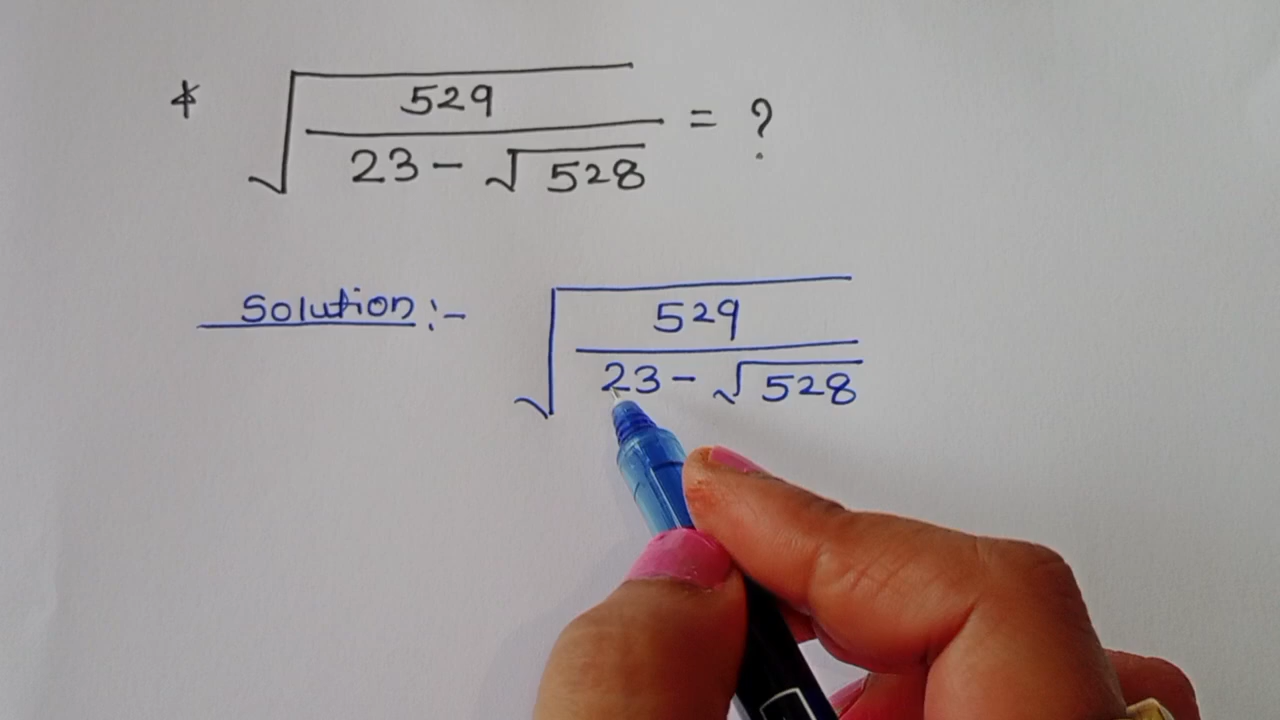 * √(529 / (23 - √528)) = ?
Solution :- √(529 / (23 - √528))